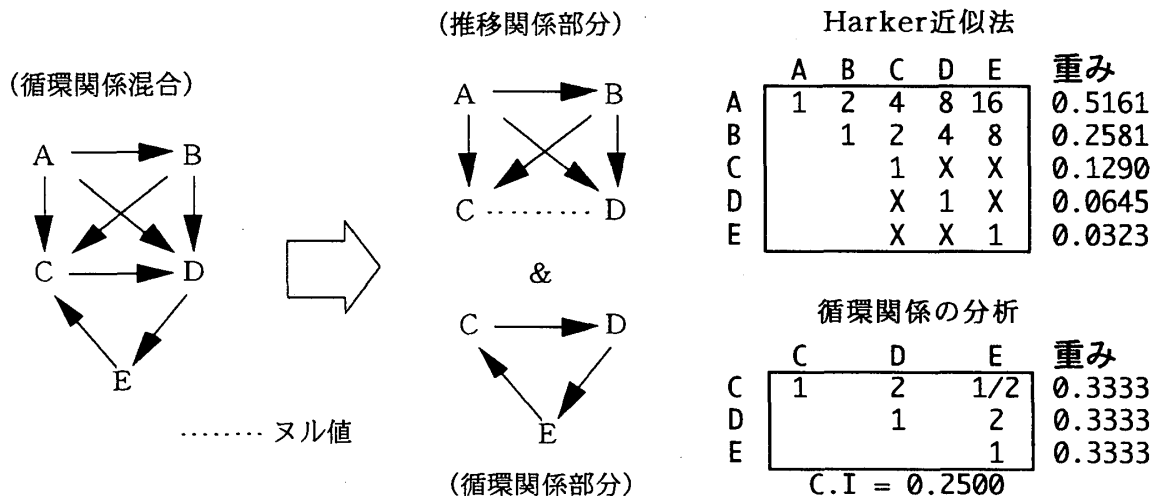 (循環関係混合)
A B
C D
E
(推移関係部分)
A B
C D
&
C D
E
(循環関係部分)
ヌル値
Harker近似法
A B C D E 重み
A 1 2 4 8 16 0.5161
B 1 2 4 8 0.2581
C 1 X X 0.1290
D X 1 X 0.0645
E X X 1 0.0323
循環関係の分析
C D E 重み
C 1 2 1/2 0.3333
D 1 2 0.3333
E 1 0.3333
C.I = 0.2500